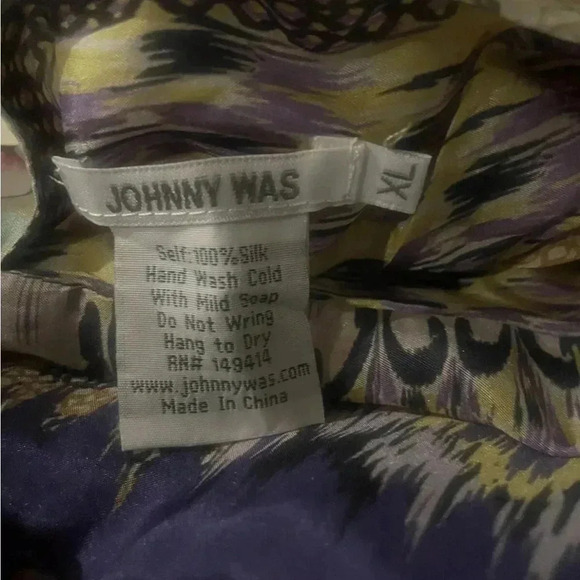 JOHNNY WAS
XL
Self:100%Silk
Hand Wash Cold
With Mild Soap
Do Not Wring
Hang to Dry
RN# 149414
www.johnnywas.com
Made In China